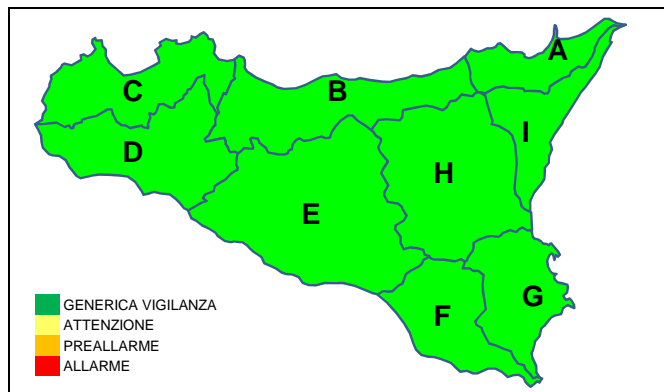 A
C
B
I
D
H
E
G
F
GENERICA VIGILANZA
ATTENZIONE
PREALLARME
ALLARME